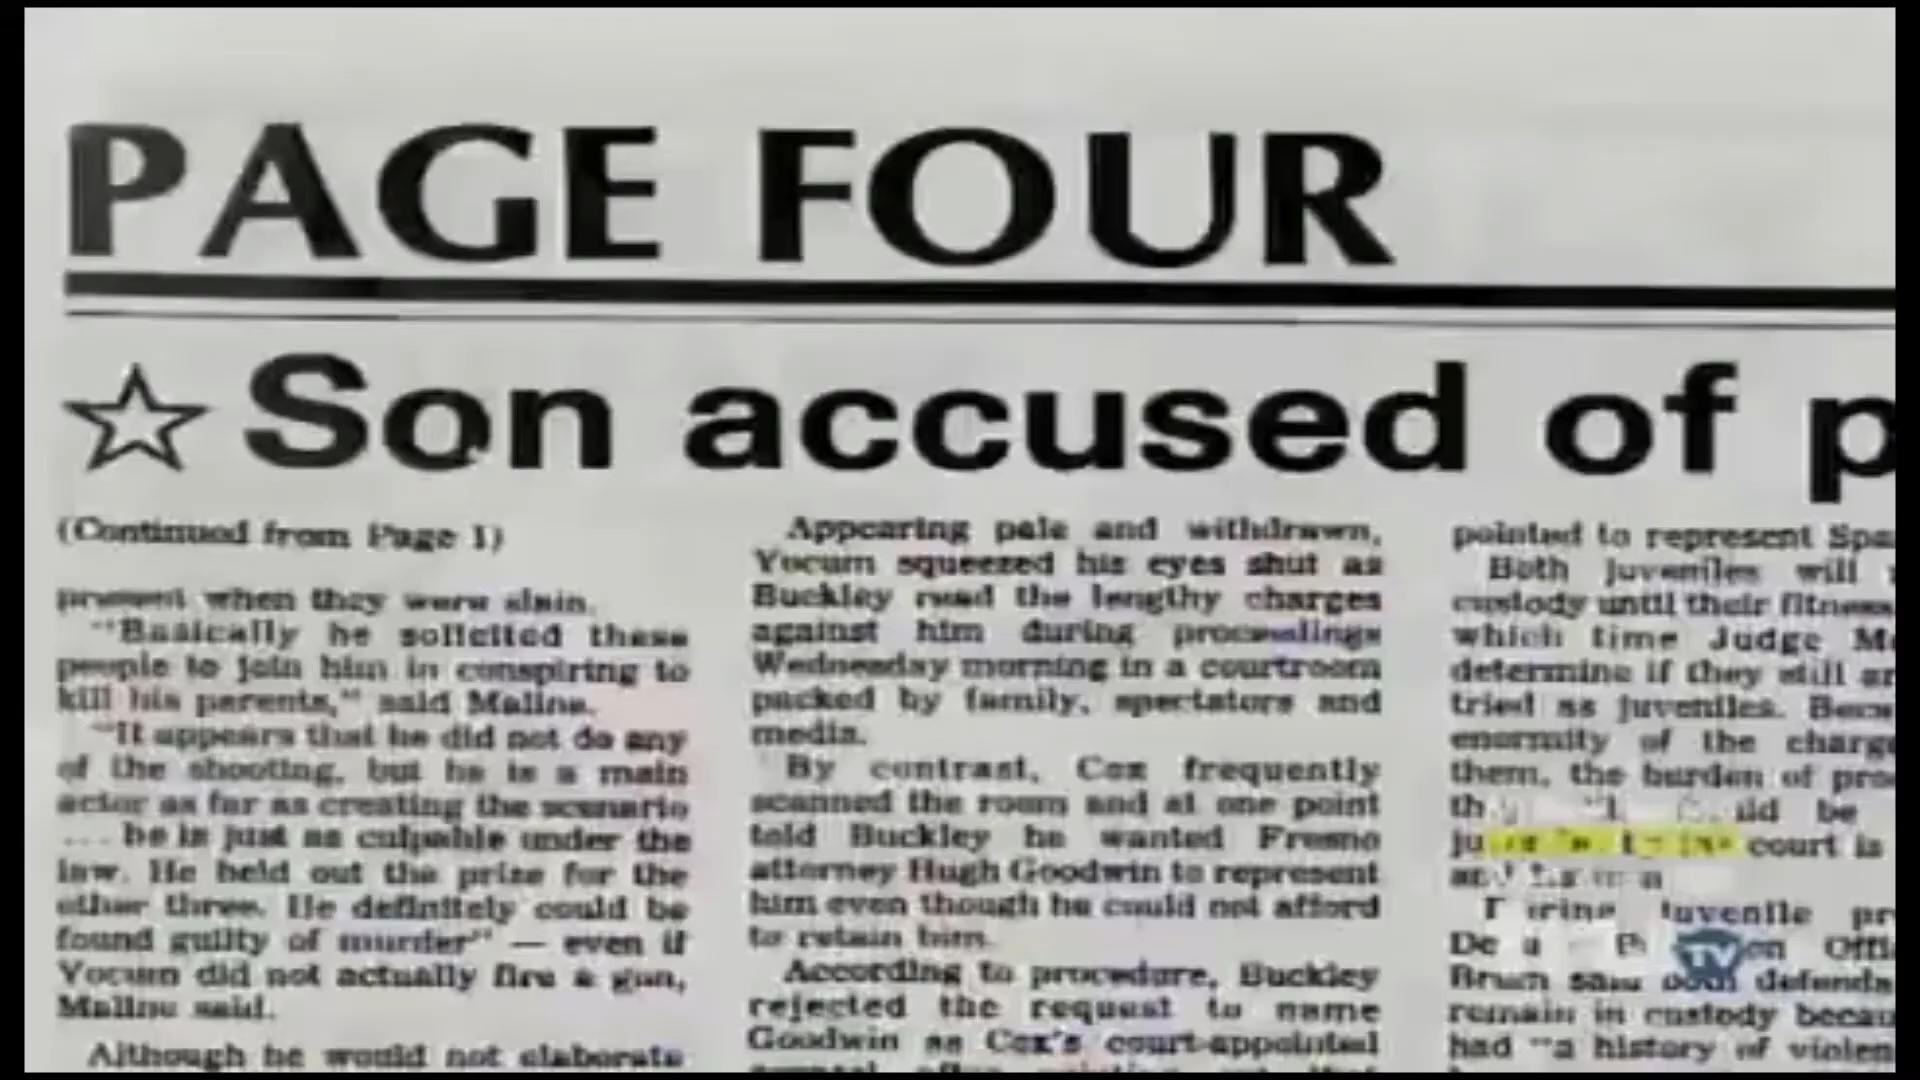 PAGE FOUR
☆ Son accused of p
(Continued from Page 1)
present when they were slain.
"Basically he solicited these
people to join him in conspiring to
kill his parents," said Maline.
"It appears that he did not do any
of the shooting, but he is a main
actor as far as creating the scenario
... he is just as culpable under the
law. He held out the prize for the
other three. He definitely could be
found guilty of murder" — even if
Yocum did not actually fire a gun,
Maline said.
Although he would not elaborate
Appearing pale and withdrawn,
Yocum squeezed his eyes shut as
Buckley read the lengthy charges
against him during proceedings
Wednesday morning in a courtroom
packed by family, spectators and
media.
By contrast, Cox frequently
scanned the room and at one point
told Buckley he wanted Fresno
attorney Hugh Goodwin to represent
him even though he could not afford
to retain him.
According to procedure, Buckley
rejected the request to name
Goodwin as Cox's court-appointed
pointed to represent Spa
Both juveniles will
custody until their fitness
which time Judge M
determine if they still ar
tried as juveniles. Beca
enormity of the charge
them, the burden of pro
be
court is
juvenile pr
Offi
Brum said both defenda
remain in custody becau
had "a history of violen
TV